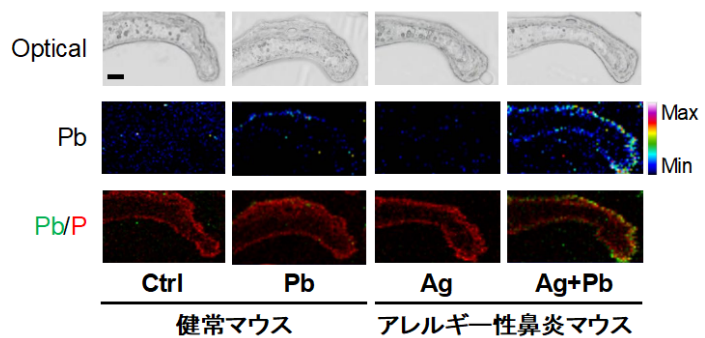 Optical
Pb
Max
Min
Pb/P
Ctrl Pb Ag Ag+Pb
健常マウス アレルギー性鼻炎マウス